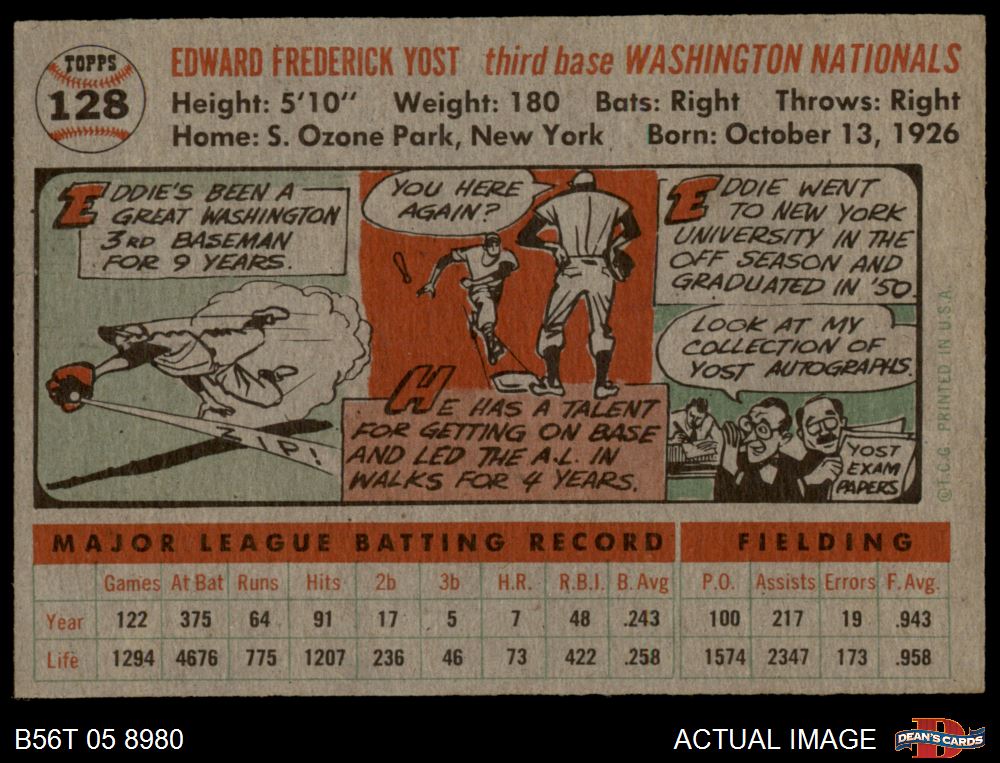 TOPPS
128
EDWARD FREDERICK YOST third base WASHINGTON NATIONALS
Height: 5'10" Weight: 180 Bats: Right Throws: Right
Home: S. Ozone Park, New York Born: October 13, 1926
EDDIE'S BEEN A
GREAT WASHINGTON
3RD BASEMAN
FOR 9 YEARS.
ZIP!
YOU HERE
AGAIN?
!
HE HAS A TALENT
FOR GETTING ON BASE
AND LED THE A.L. IN
WALKS FOR 4 YEARS.
EDDIE WENT
TO NEW YORK
UNIVERSITY IN THE
OFF SEASON AND
GRADUATED IN '50.
LOOK AT MY
COLLECTION OF
YOST AUTOGRAPHS.
YOST
EXAM
PAPERS
©T.C.G. PRINTED IN U.S.A.
MAJOR LEAGUE BATTING RECORD FIELDING
Games At Bat Runs Hits 2b 3b H.R. R.B.I. B. Avg P.O. Assists Errors F. Avg.
Year 122 375 64 91 17 5 7 48 .243 100 217 19 .943
Life 1294 4676 775 1207 236 46 73 422 .258 1574 2347 173 .958
B56T 05 8980 ACTUAL IMAGE DEAN'S CARDS